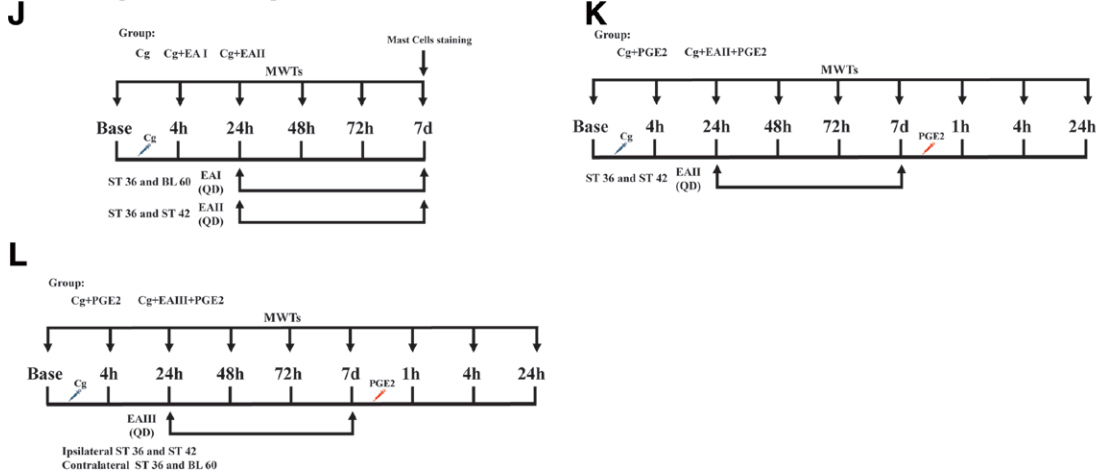 J
Group:
Cg Cg+EA I Cg+EAII
Mast Cells staining
MWTs
Base 4h 24h 48h 72h 7d
Cg
ST 36 and BL 60 EAI
(QD)
ST 36 and ST 42 EAII
(QD)
K
Group:
Cg+PGE2 Cg+EAII+PGE2
MWTs
Base 4h 24h 48h 72h 7d 1h 4h 24h
Cg PGE2
ST 36 and ST 42 EAII
(QD)
L
Group:
Cg+PGE2 Cg+EAIII+PGE2
MWTs
Base 4h 24h 48h 72h 7d 1h 4h 24h
Cg PGE2
EAIII
(QD)
Ipsilateral ST 36 and ST 42
Contralateral ST 36 and BL 60